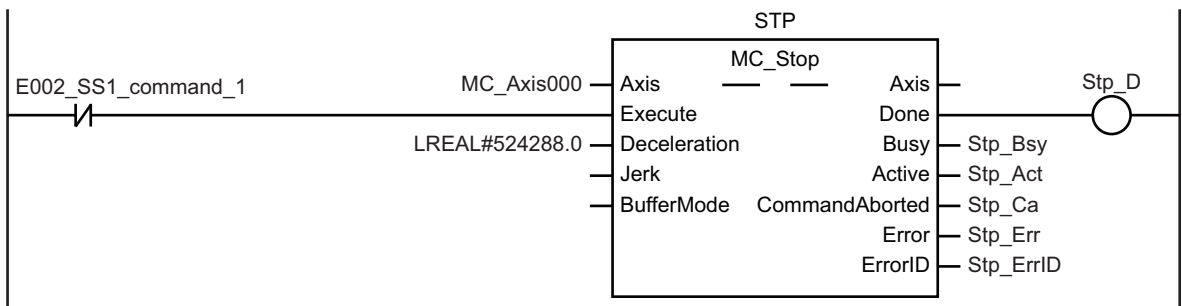 STP
MC_Stop
E002_SS1_command_1
MC_Axis000 Axis Axis Stp_D
Execute Done
LREAL#524288.0 Deceleration Busy Stp_Bsy
Jerk Active Stp_Act
BufferMode CommandAborted Stp_Ca
Error Stp_Err
ErrorID Stp_ErrID